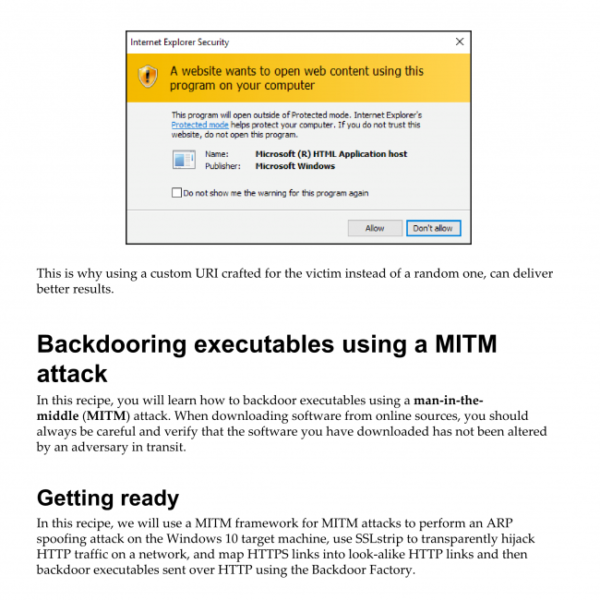 Internet Explorer Security
A website wants to open web content using this
program on your computer
This program will open outside of Protected mode. Internet Explorer's
Protected mode helps protect your computer. If you do not trust this
website, do not open this program.
Name: Microsoft (R) HTML Application host
Publisher: Microsoft Windows
Do not show me the warning for this program again
Allow Don't allow
This is why using a custom URI crafted for the victim instead of a random one, can deliver
better results.
Backdooring executables using a MITM
attack
In this recipe, you will learn how to backdoor executables using a man-in-the-
middle (MITM) attack. When downloading software from online sources, you should
always be careful and verify that the software you have downloaded has not been altered
by an adversary in transit.
Getting ready
In this recipe, we will use a MITM framework for MITM attacks to perform an ARP
spoofing attack on the Windows 10 target machine, use SSLstrip to transparently hijack
HTTP traffic on a network, and map HTTPS links into look-alike HTTP links and then
backdoor executables sent over HTTP using the Backdoor Factory.